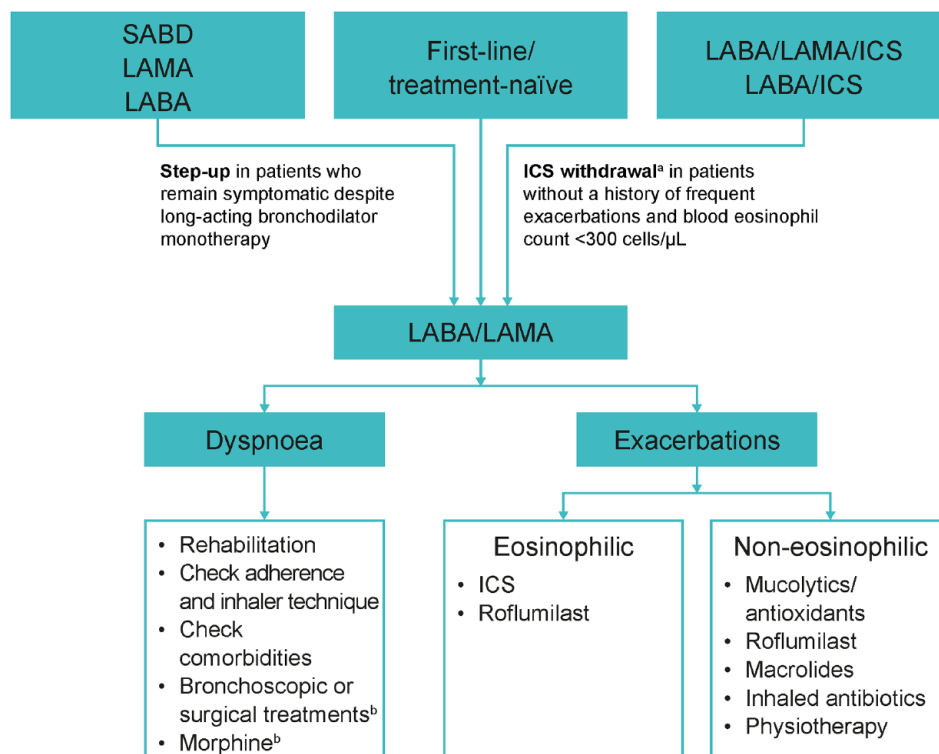 SABD
LAMA
LABA
First-line/
treatment-naïve
LABA/LAMA/ICS
LABA/ICS
Step-up in patients who
remain symptomatic despite
long-acting bronchodilator
monotherapy
ICS withdrawalᵃ in patients
without a history of frequent
exacerbations and blood eosinophil
count <300 cells/µL
LABA/LAMA
Dyspnoea
Exacerbations
• Rehabilitation
• Check adherence
and inhaler technique
• Check
comorbidities
• Bronchoscopic or
surgical treatmentsᵇ
• Morphineᵇ
Eosinophilic
• ICS
• Roflumilast
Non-eosinophilic
• Mucolytics/
antioxidants
• Roflumilast
• Macrolides
• Inhaled antibiotics
• Physiotherapy